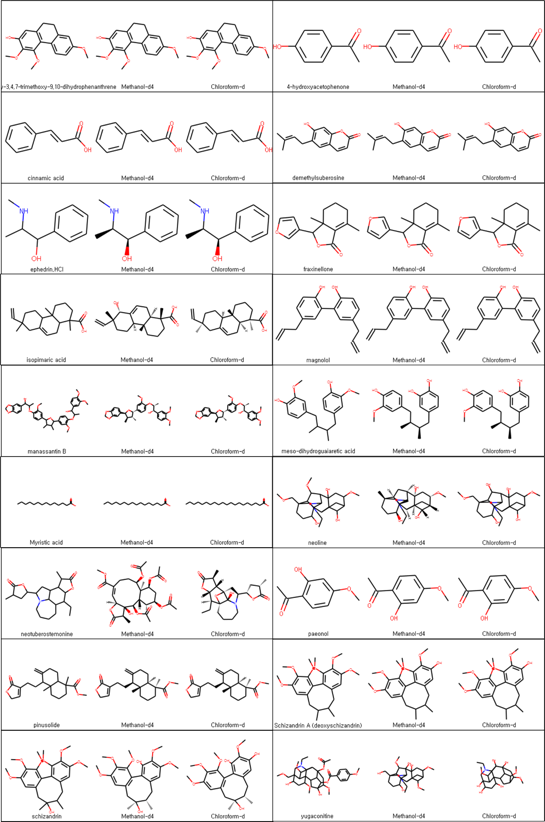 y-3,4,7-trimethoxy-9,10-dihydrophenanthrene Methanol-d4 Chloroform-d
4-hydroxyacetophenone Methanol-d4 Chloroform-d
cinnamic acid Methanol-d4 Chloroform-d
demethylsuberosine Methanol-d4 Chloroform-d
ephedrin,HCl Methanol-d4 Chloroform-d
fraxinellone Methanol-d4 Chloroform-d
isopimaric acid Methanol-d4 Chloroform-d
magnolol Methanol-d4 Chloroform-d
manassantin B Methanol-d4 Chloroform-d
meso-dihydroguaiaretic acid Methanol-d4 Chloroform-d
Myristic acid Methanol-d4 Chloroform-d
neoline Methanol-d4 Chloroform-d
neotuberostemonine Methanol-d4 Chloroform-d
paeonol Methanol-d4 Chloroform-d
pinusolide Methanol-d4 Chloroform-d
Schizandrin A (deoxyschizandrin) Methanol-d4 Chloroform-d
schizandrin Methanol-d4 Chloroform-d
yugaconitine Methanol-d4 Chloroform-d